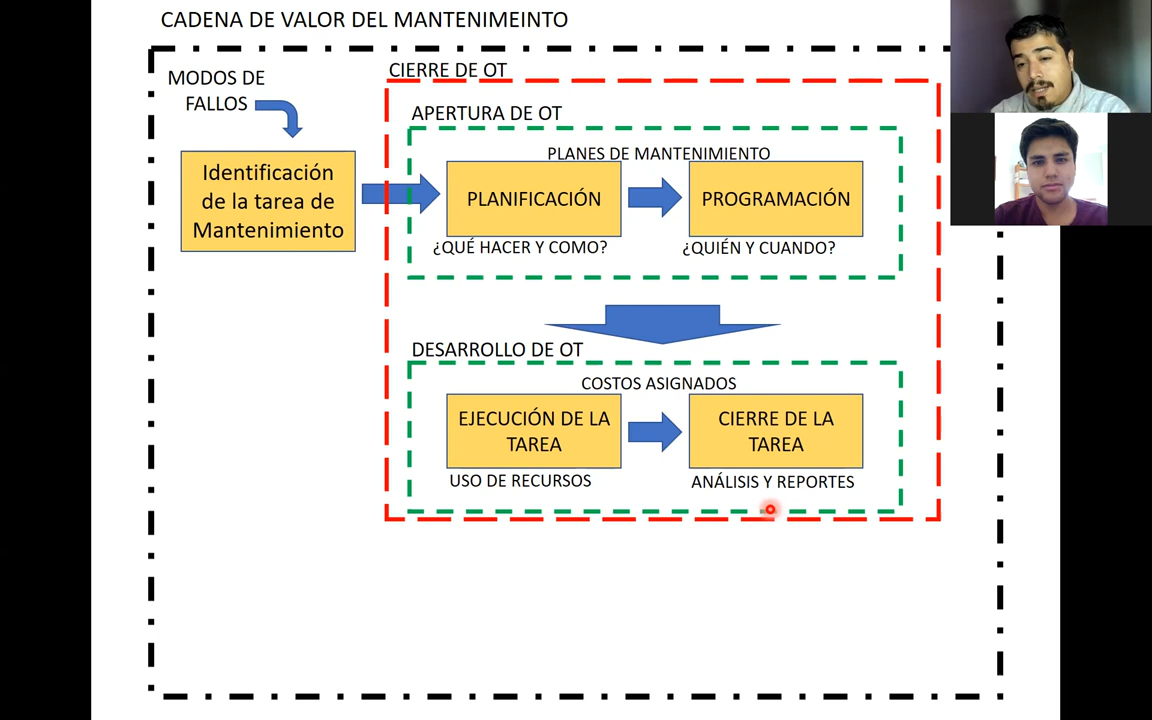 CADENA DE VALOR DEL MANTENIMEINTO
MODOS DE
FALLOS
Identificación
de la tarea de
Mantenimiento
CIERRE DE OT
APERTURA DE OT
PLANES DE MANTENIMIENTO
PLANIFICACIÓN
PROGRAMACIÓN
¿QUÉ HACER Y COMO?
¿QUIÉN Y CUANDO?
DESARROLLO DE OT
COSTOS ASIGNADOS
EJECUCIÓN DE LA
TAREA
CIERRE DE LA
TAREA
USO DE RECURSOS
ANÁLISIS Y REPORTES